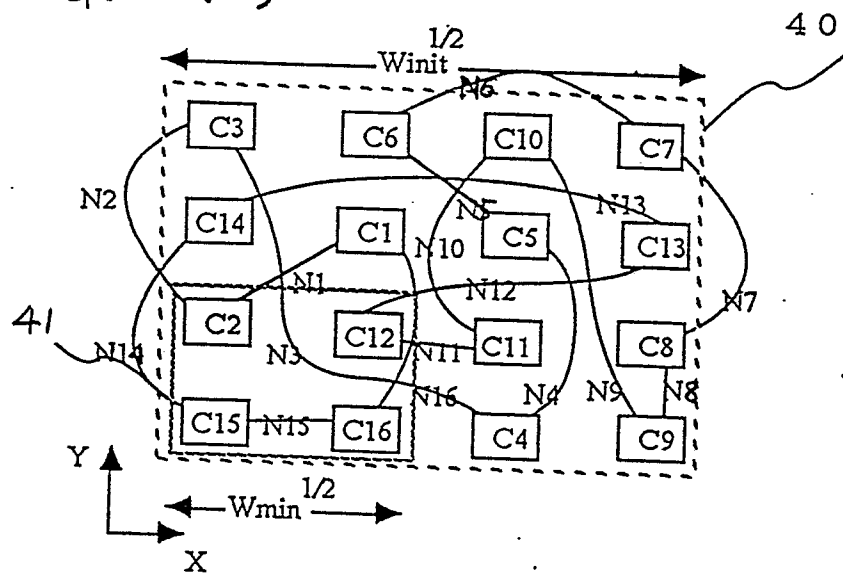 40
1/2
Winit
N6
C3 C6 C10 C7
N2 N5 N13
C14 C1 N10 C5 C13
N1 N12
41 C2 N7
C12 N11 C11 C8
N14 N3
N16 N4 N9 N8
C15 N15 C16 C4 C9
Y
1/2
Wmin
X